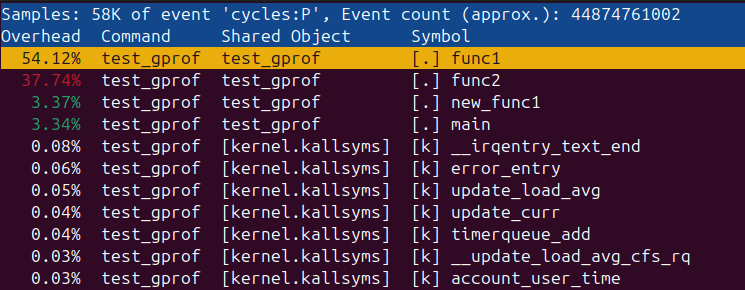 Samples: 58K of event 'cycles:P', Event count (approx.): 44874761002
Overhead  Command     Shared Object      Symbol
54.12%  test_gprof  test_gprof         [.] func1
37.74%  test_gprof  test_gprof         [.] func2
3.37%  test_gprof  test_gprof         [.] new_func1
3.34%  test_gprof  test_gprof         [.] main
0.08%  test_gprof  [kernel.kallsyms]  [k] __irqentry_text_end
0.06%  test_gprof  [kernel.kallsyms]  [k] error_entry
0.05%  test_gprof  [kernel.kallsyms]  [k] update_load_avg
0.04%  test_gprof  [kernel.kallsyms]  [k] update_curr
0.04%  test_gprof  [kernel.kallsyms]  [k] timerqueue_add
0.03%  test_gprof  [kernel.kallsyms]  [k] __update_load_avg_cfs_rq
0.03%  test_gprof  [kernel.kallsyms]  [k] account_user_time